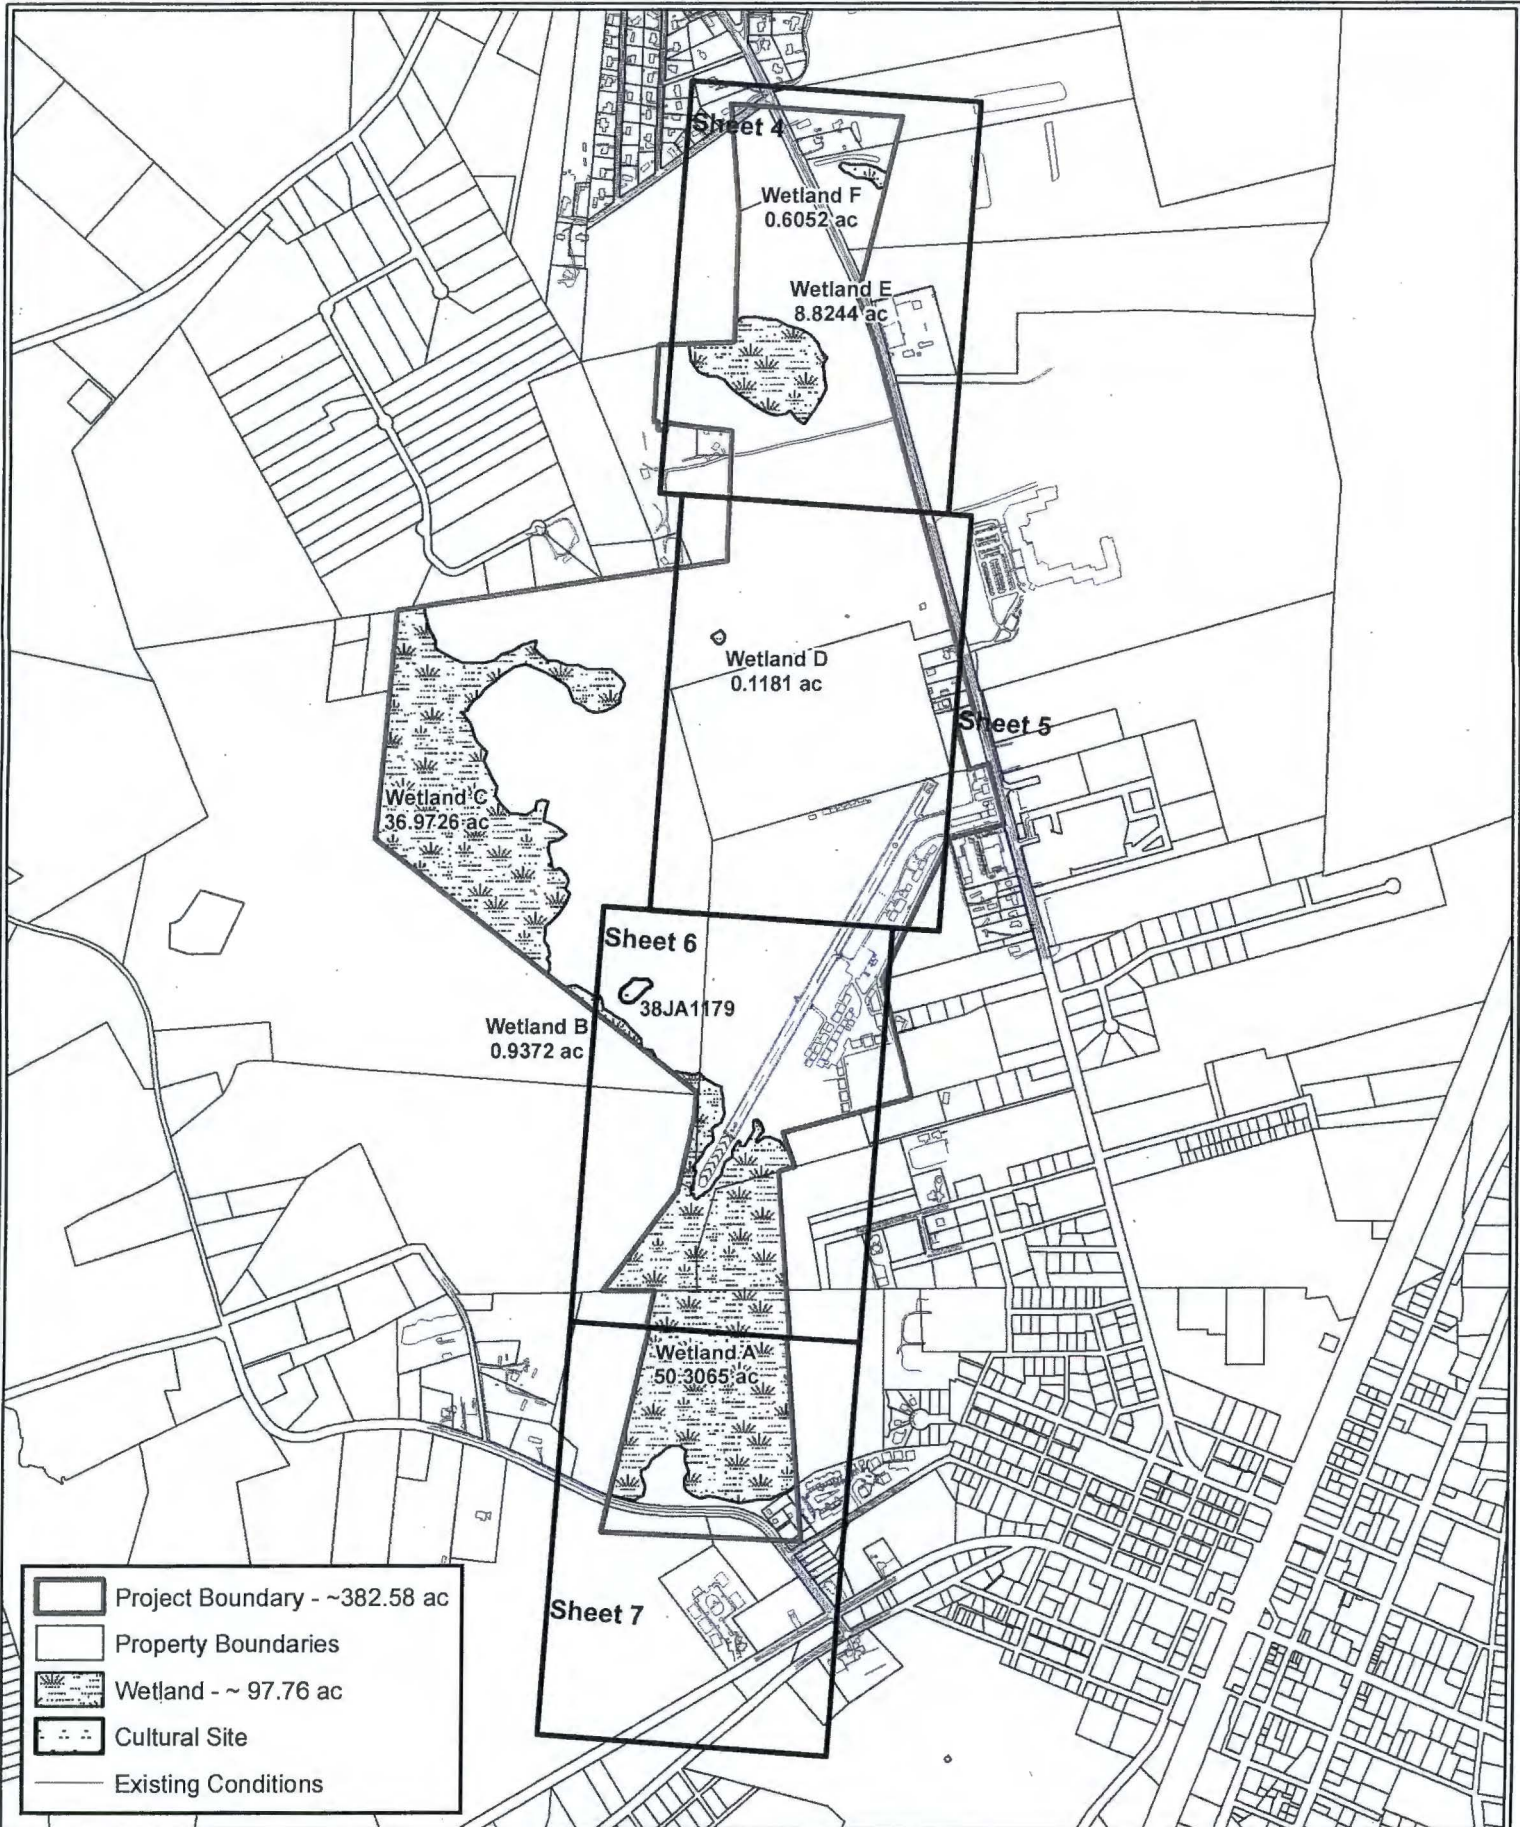 Sheet 4
Wetland F
0.6052 ac
Wetland E
8.8244 ac
Wetland D
0.1181 ac
Sheet 5
Wetland C
36.9726 ac
Sheet 6
38JA1179
Wetland B
0.9372 ac
Wetland A
50.3065 ac
Sheet 7
Project Boundary - ~382.58 ac
Property Boundaries
Wetland - ~ 97.76 ac
Cultural Site
Existing Conditions